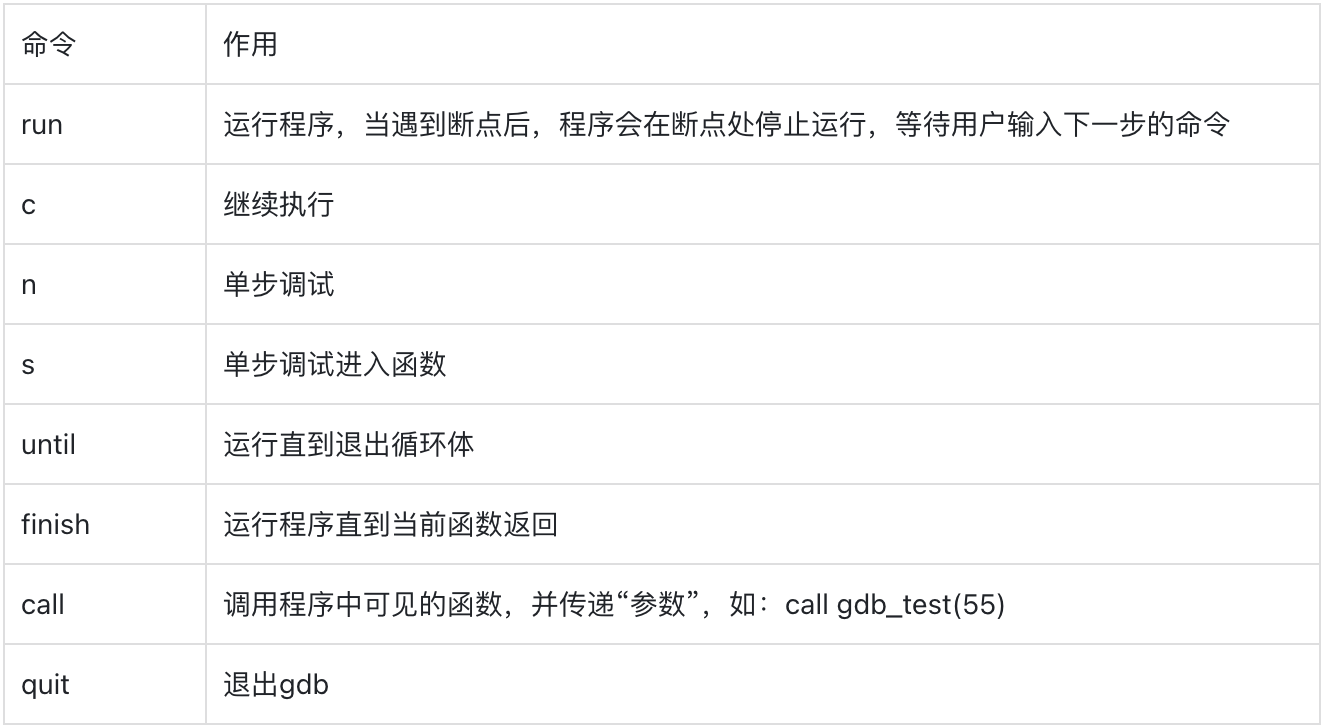 命令 作用
run 运行程序，当遇到断点后，程序会在断点处停止运行，等待用户输入下一步的命令
c 继续执行
n 单步调试
s 单步调试进入函数
until 运行直到退出循环体
finish 运行程序直到当前函数返回
call 调用程序中可见的函数，并传递“参数”，如：call gdb_test(55)
quit 退出gdb